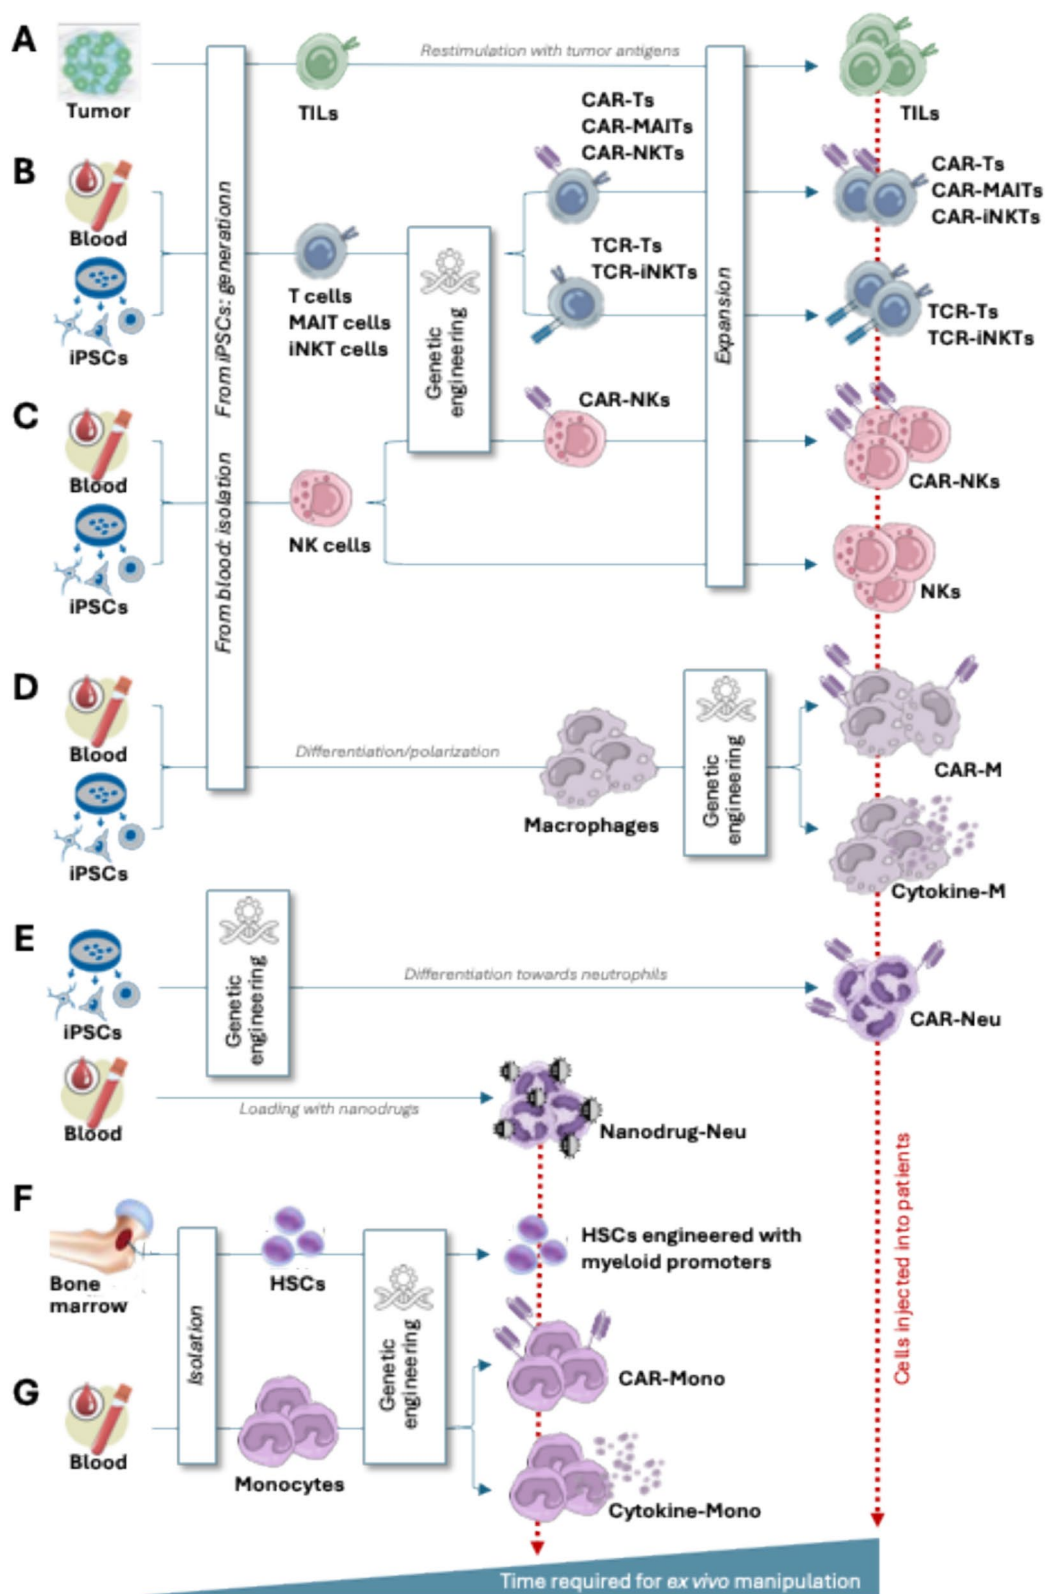 A
Tumor
TILs
Restimulation with tumor antigens
TILs
From iPSCs: generationn
From blood: isolation
Expansion
B
Blood
iPSCs
T cells
MAIT cells
iNKT cells
Genetic
engineering
CAR-Ts
CAR-MAITs
CAR-NKTs
TCR-Ts
TCR-iNKTs
CAR-Ts
CAR-MAITs
CAR-iNKTs
TCR-Ts
TCR-iNKTs
C
Blood
iPSCs
NK cells
CAR-NKs
CAR-NKs
NKs
D
Blood
iPSCs
Differentiation/polarization
Macrophages
Genetic
engineering
CAR-M
Cytokine-M
E
iPSCs
Genetic
engineering
Differentiation towards neutrophils
CAR-Neu
Blood
Loading with nanodrugs
Nanodrug-Neu
F
Bone
marrow
Isolation
HSCs
Genetic
engineering
HSCs engineered with
myeloid promoters
G
Blood
Monocytes
CAR-Mono
Cytokine-Mono
Cells injected into patients
Time required for ex vivo manipulation